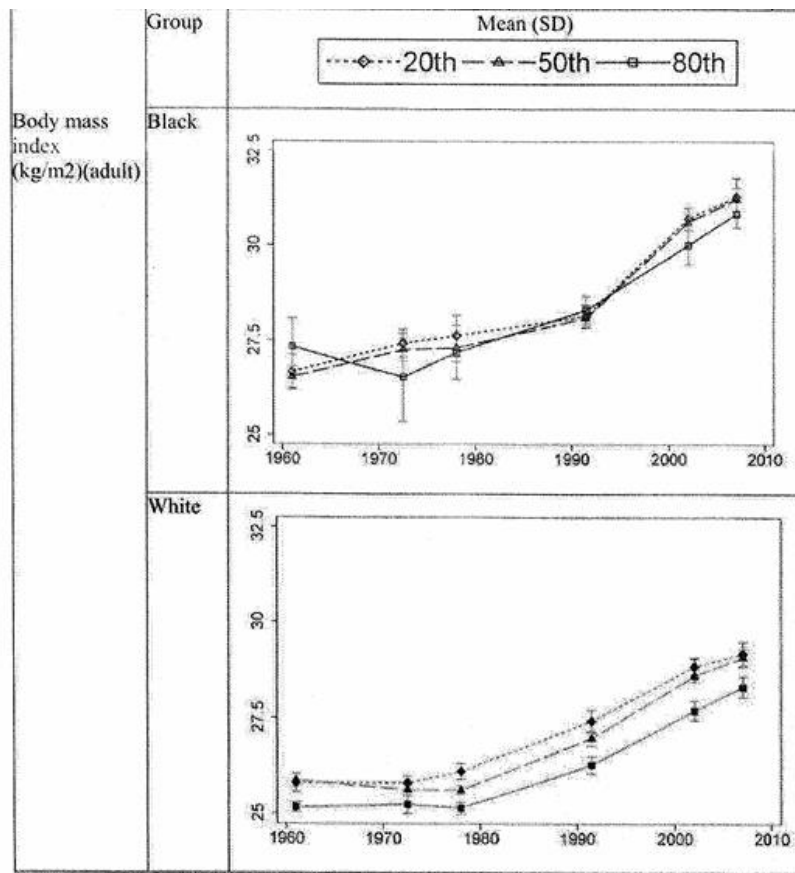 Group
Mean (SD)
20th 50th 80th
Body mass
index
(kg/m2)(adult)
Black
32.5
30
27.5
25
1960 1970 1980 1990 2000 2010
White
32.5
30
27.5
25
1960 1970 1980 1990 2000 2010